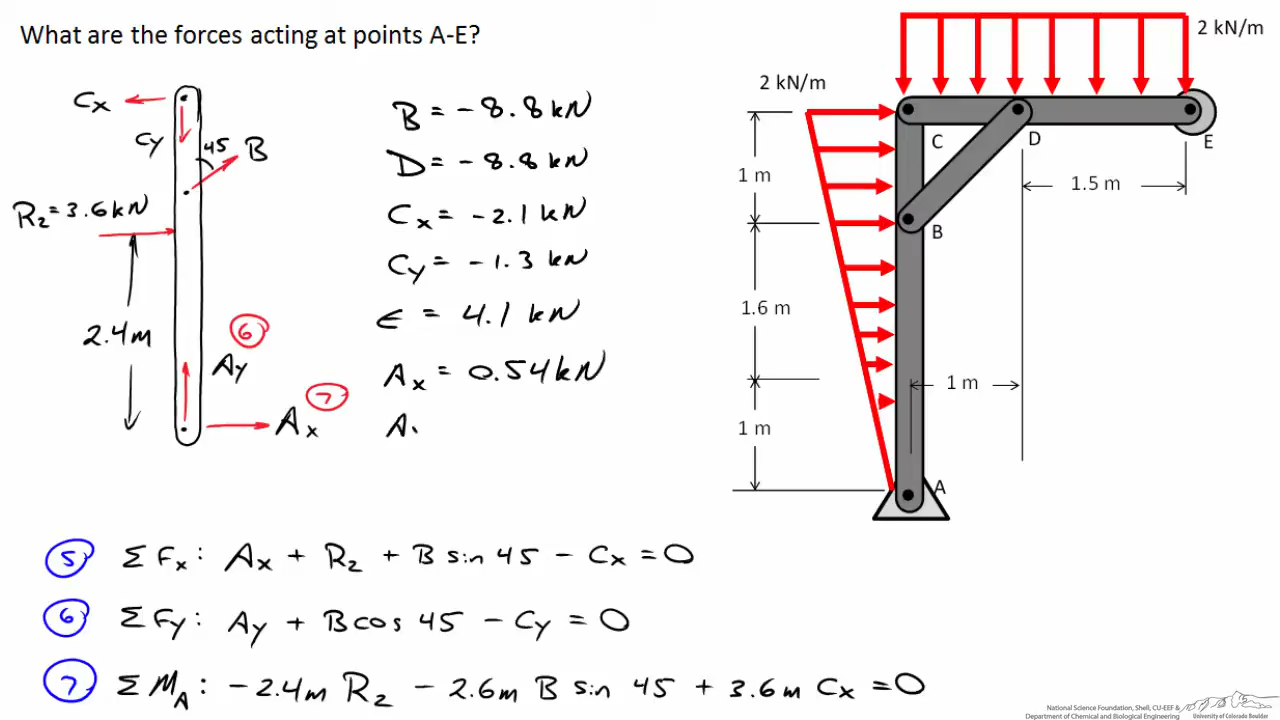 What are the forces acting at points A-E?
Cx
Cy
45
B
R2 = 3.6 kN
2.4m
6
Ay
7
Ax
B = -8.8 kN
D = -8.8 kN
Cx = -2.1 kN
Cy = -1.3 kN
E = 4.1 kN
Ax = 0.54 kN
A
2 kN/m
2 kN/m
C
D
E
1 m
1.5 m
B
1.6 m
1 m
1 m
A
5 ΣFx: Ax + R2 + B sin 45 - Cx = 0
6 ΣFy: Ay + B cos 45 - Cy = 0
7 ΣMA: -2.4m R2 - 2.6m B sin 45 + 3.6m Cx = 0
National Science Foundation, Shell, CU-EEF &
Department of Chemical and Biological Engineering
University of Colorado Boulder